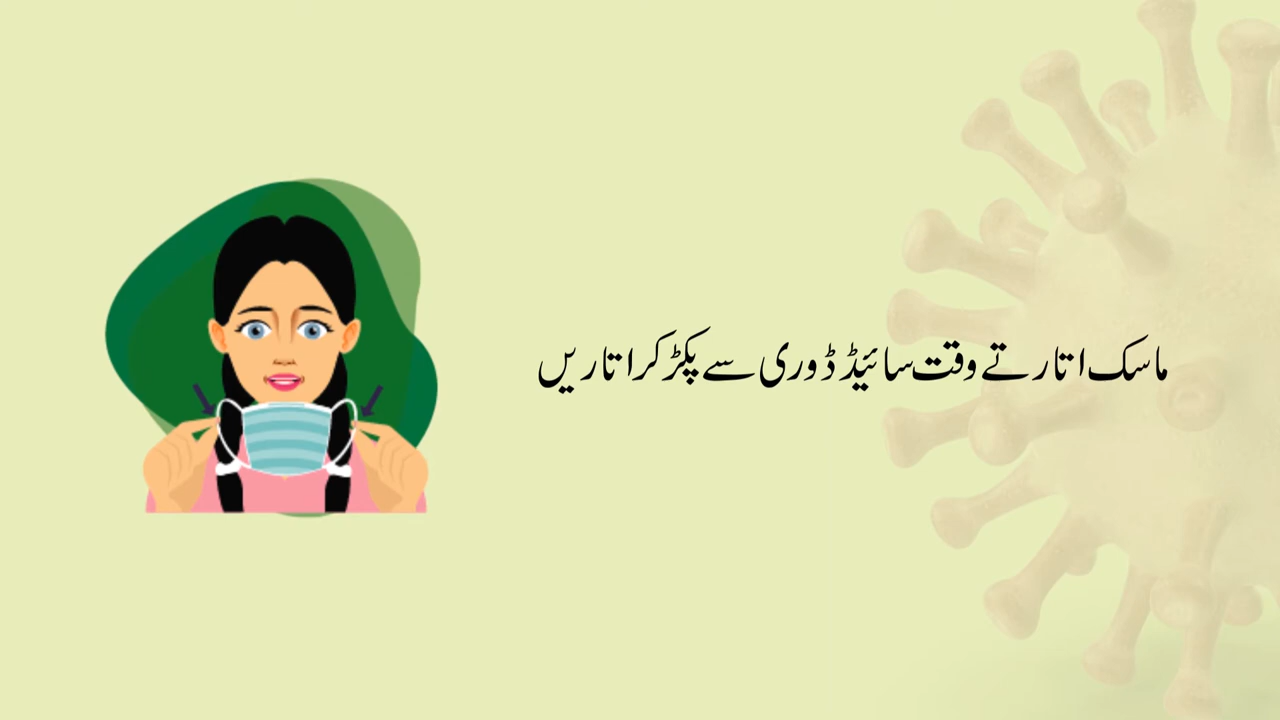 ماسک اتارتے وقت سائیڈ ڈوری سے پکڑ کر اتاریں